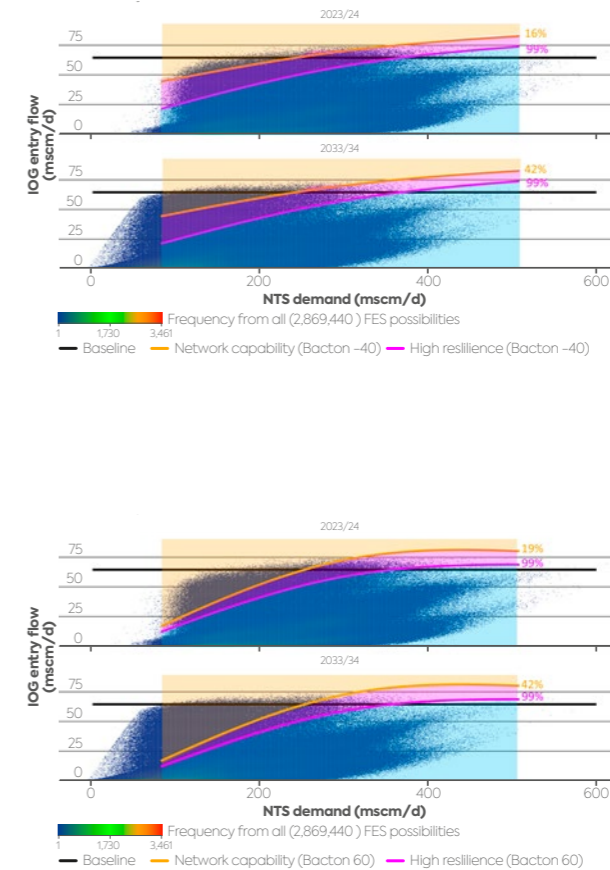 2023/24
75
50
25
0
16%
99%
2033/34
75
50
25
0
42%
99%
IOG entry flow
(mscm/d)
0 200 400 600
NTS demand (mscm/d)
Frequency from all (2,869,440 ) FES possibilities
1 1,730 3,461
Baseline Network capability (Bacton -40) High reslilience (Bacton -40)
2023/24
75
50
25
0
19%
99%
2033/34
75
50
25
0
42%
99%
IOG entry flow
(mscm/d)
0 200 400 600
NTS demand (mscm/d)
Frequency from all (2,869,440 ) FES possibilities
1 1,730 3,461
Baseline Network capability (Bacton 60) High reslilience (Bacton 60)